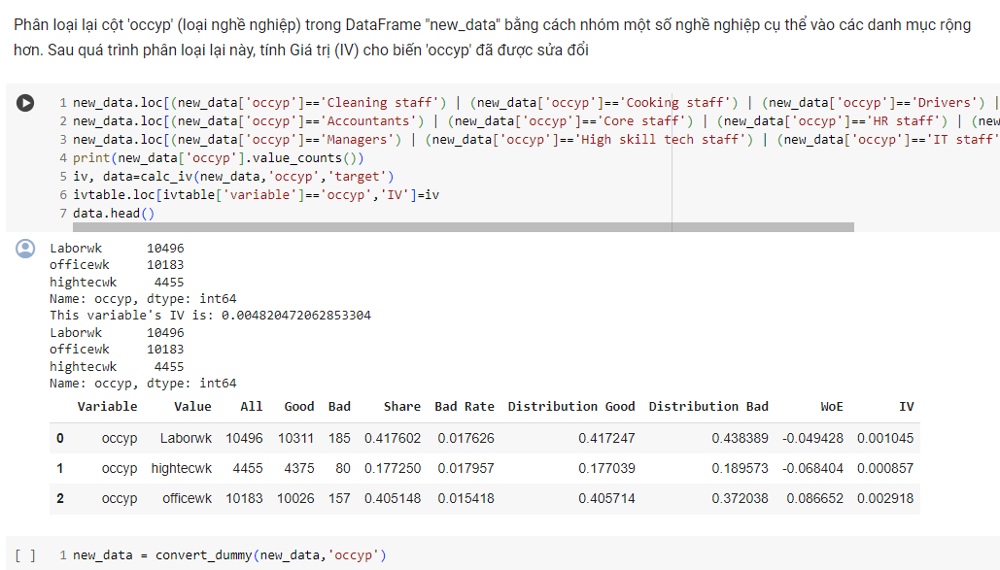 Phân loại lại cột 'occyp' (loại nghề nghiệp) trong DataFrame "new_data" bằng cách nhóm một số nghề nghiệp cụ thể vào các danh mục rộng
hơn. Sau quá trình phân loại lại này, tính Giá trị (IV) cho biến 'occyp' đã được sửa đổi
1 new_data.loc[(new_data['occyp']=='Cleaning staff') | (new_data['occyp']=='Cooking staff') | (new_data['occyp']=='Drivers') |
2 new_data.loc[(new_data['occyp']=='Accountants') | (new_data['occyp']=='Core staff') | (new_data['occyp']=='HR staff') | (new
3 new_data.loc[(new_data['occyp']=='Managers') | (new_data['occyp']=='High skill tech staff') | (new_data['occyp']=='IT staff'
4 print(new_data['occyp'].value_counts())
5 iv, data=calc_iv(new_data,'occyp','target')
6 ivtable.loc[ivtable['variable']=='occyp','IV']=iv
7 data.head()
Laborwk 10496
officewk 10183
hightecwk 4455
Name: occyp, dtype: int64
This variable's IV is: 0.004820472062853304
Laborwk 10496
officewk 10183
hightecwk 4455
Name: occyp, dtype: int64
Variable Value All Good Bad Share Bad Rate Distribution Good Distribution Bad WoE IV
0 occyp Laborwk 10496 10311 185 0.417602 0.017626 0.417247 0.438389 -0.049428 0.001045
1 occyp hightecwk 4455 4375 80 0.177250 0.017957 0.177039 0.189573 -0.068404 0.000857
2 occyp officewk 10183 10026 157 0.405148 0.015418 0.405714 0.372038 0.086652 0.002918
[ ] 1 new_data = convert_dummy(new_data,'occyp')